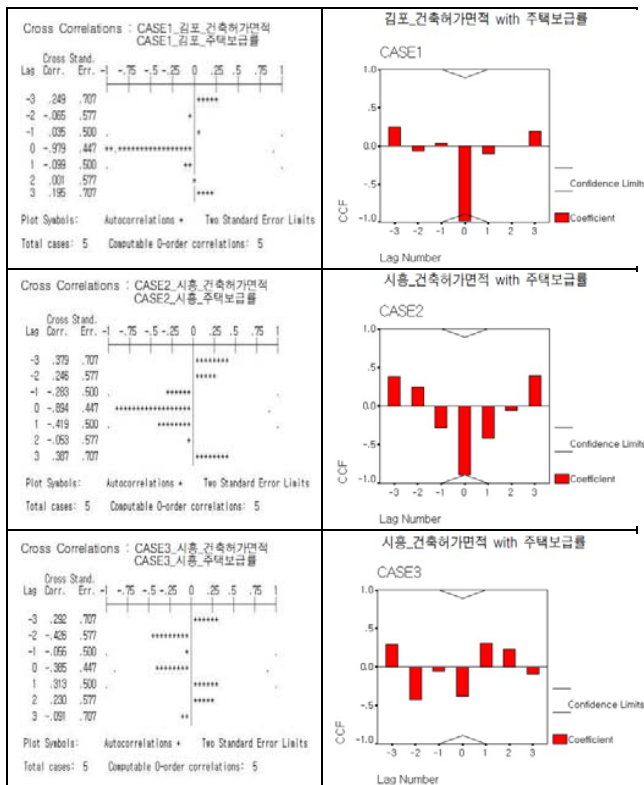 Cross Correlations : CASE1_김포_건축허가면적
CASE1_김포_주택보급률
Cross Stand.
Lag Corr. Err. -1 -.75 -.5 -.25 0 .25 .5 .75 1
-3 .249 .707 *****
-2 -.065 .577 *
-1 .035 .500 . * .
0 -.979 .447 **.*****************
1 -.099 .500 . ** .
2 .001 .577 *
3 .195 .707 ****
Plot Symbols: Autocorrelations * Two Standard Error Limits .
Total cases: 5 Computable 0-order correlations: 5
김포_건축허가면적 with 주택보급률
CASE1
1.0
.5
0.0
-.5
-1.0
CCF
-3 -2 -1 0 1 2 3
Lag Number
Confidence Limits
Coefficient
Cross Correlations : CASE2_시흥_건축허가면적
CASE2_시흥_주택보급률
Cross Stand.
Lag Corr. Err. -1 -.75 -.5 -.25 0 .25 .5 .75 1
-3 .379 .707 ********
-2 .246 .577 *****
-1 -.283 .500 . ****** .
0 -.894 .447 ****************** .
1 -.419 .500 . ******** .
2 -.053 .577 *
3 .387 .707 ********
Plot Symbols: Autocorrelations * Two Standard Error Limits .
Total cases: 5 Computable 0-order correlations: 5
시흥_건축허가면적 with 주택보급률
CASE2
1.0
.5
0.0
-.5
-1.0
CCF
-3 -2 -1 0 1 2 3
Lag Number
Confidence Limits
Coefficient
Cross Correlations : CASE3_시흥_건축허가면적
CASE3_시흥_주택보급률
Cross Stand.
Lag Corr. Err. -1 -.75 -.5 -.25 0 .25 .5 .75 1
-3 .292 .707 ******
-2 -.426 .577 *********
-1 -.056 .500 . * .
0 -.385 .447 . ******** .
1 .313 .500 . ****** .
2 .230 .577 *****
3 -.091 .707 **
Plot Symbols: Autocorrelations * Two Standard Error Limits .
Total cases: 5 Computable 0-order correlations: 5
시흥_건축허가면적 with 주택보급률
CASE3
1.0
.5
0.0
-.5
-1.0
CCF
-3 -2 -1 0 1 2 3
Lag Number
Confidence Limits
Coefficient